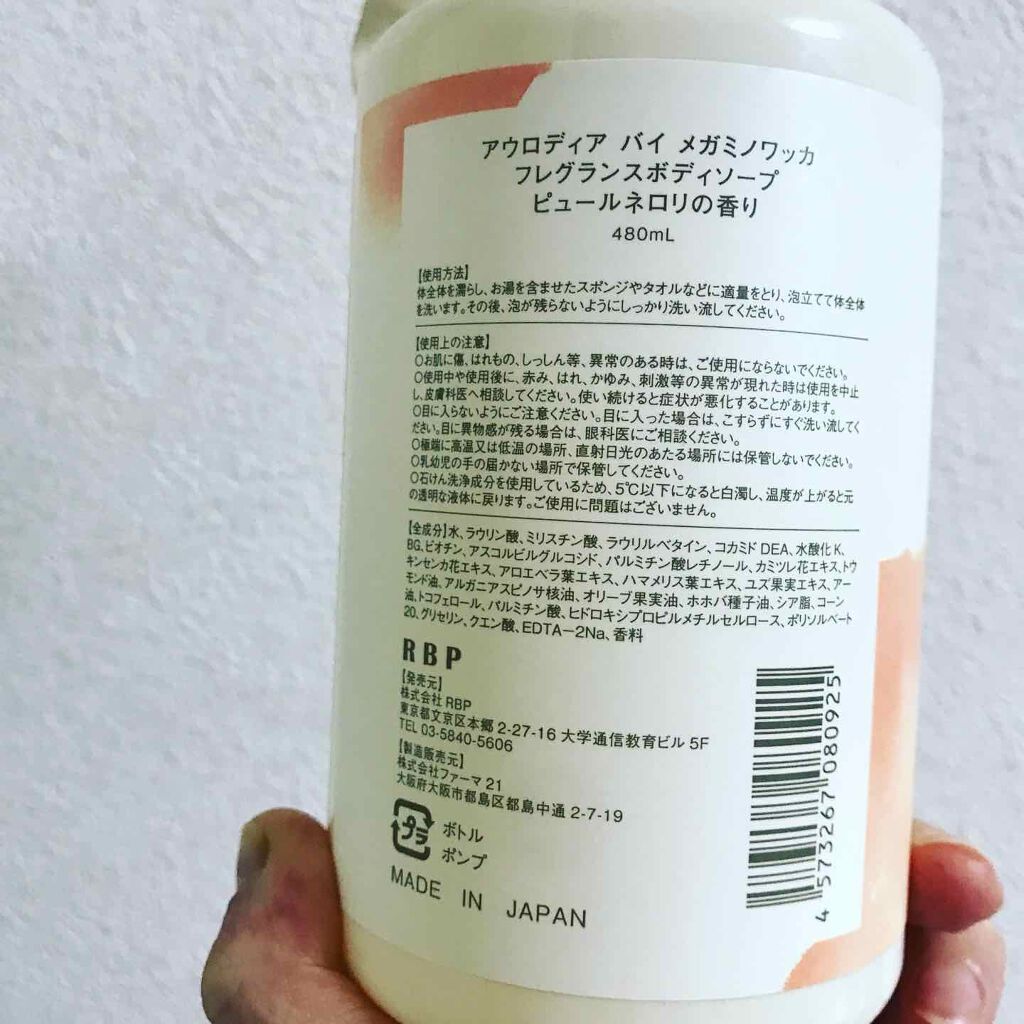 アウロディア バイ メガミノワッカ
フレグランスボディソープ
ピュールネロリの香り
480mL
【使用方法】
体全体を濡らし、お湯を含ませたスポンジやタオルなどに適量をとり、泡立てて体全体
を洗います。その後、泡が残らないようにしっかり洗い流してください。
【使用上の注意】
○お肌に傷、はれもの、しっしん等、異常のある時は、ご使用にならないでください。
○使用中や使用後に、赤み、はれ、かゆみ、刺激等の異常が現れた時は使用を中止
し、皮膚科医へ相談してください。使い続けると症状が悪化することがあります。
○目に入らないようにご注意ください。目に入った場合は、こすらずにすぐ洗い流してく
ださい。目に異物感が残る場合は、眼科医にご相談ください。
○極端に高温又は低温の場所、直射日光のあたる場所には保管しないでください。
○乳幼児の手の届かない場所で保管してください。
○石けん洗浄成分を使用しているため、5℃以下になると白濁し、温度が上がると元
の透明な液体に戻ります。ご使用に問題はございません。
【全成分】水、ラウリン酸、ミリスチン酸、ラウリルベタイン、コカミド DEA、水酸化 K、
BG、ビオチン、アスコルビルグルコシド、パルミチン酸レチノール、カミツレ花エキス、トウ
キンセンカ花エキス、アロエベラ葉エキス、ハマメリス葉エキス、ユズ果実エキス、アー
モンド油、アルガニアスピノサ核油、オリーブ果実油、ホホバ種子油、シア脂、コーン
油、トコフェロール、パルミチン酸、ヒドロキシプロピルメチルセルロース、ポリソルベート
20、グリセリン、クエン酸、EDTA－2Na、香料
RBP
【発売元】
株式会社 RBP
東京都文京区本郷 2-27-16 大学通信教育ビル 5F
TEL 03-5840-5606
【製造販売元】
株式会社ファーマ 21
大阪府大阪市都島区都島中通 2-7-19
プラ
ボトル
ポンプ
MADE IN JAPAN
4 573267 080925